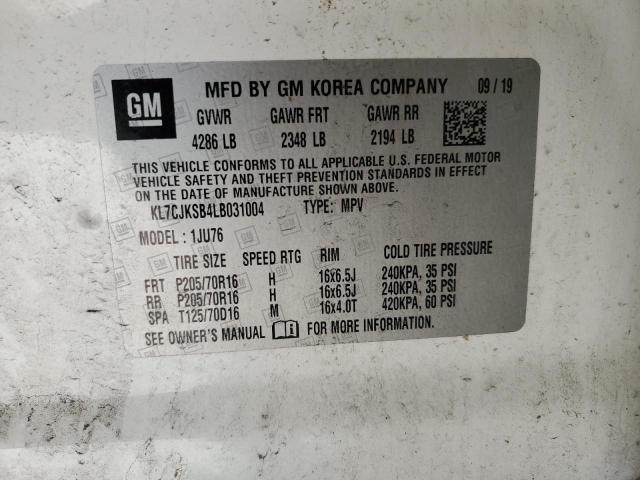 GM
MFD BY GM KOREA COMPANY 09/19
GVWR GAWR FRT GAWR RR
4286 LB 2348 LB 2194 LB
THIS VEHICLE CONFORMS TO ALL APPLICABLE U.S. FEDERAL MOTOR
VEHICLE SAFETY AND THEFT PREVENTION STANDARDS IN EFFECT
ON THE DATE OF MANUFACTURE SHOWN ABOVE.
KL7CJKSB4LB031004 TYPE: MPV
MODEL: 1JU76
TIRE SIZE SPEED RTG RIM COLD TIRE PRESSURE
FRT P205/70R16 H 16x6.5J 240KPA, 35 PSI
RR P205/70R16 H 16x6.5J 240KPA, 35 PSI
SPA T125/70D16 M 16x4.0T 420KPA, 60 PSI
SEE OWNER'S MANUAL FOR MORE INFORMATION.